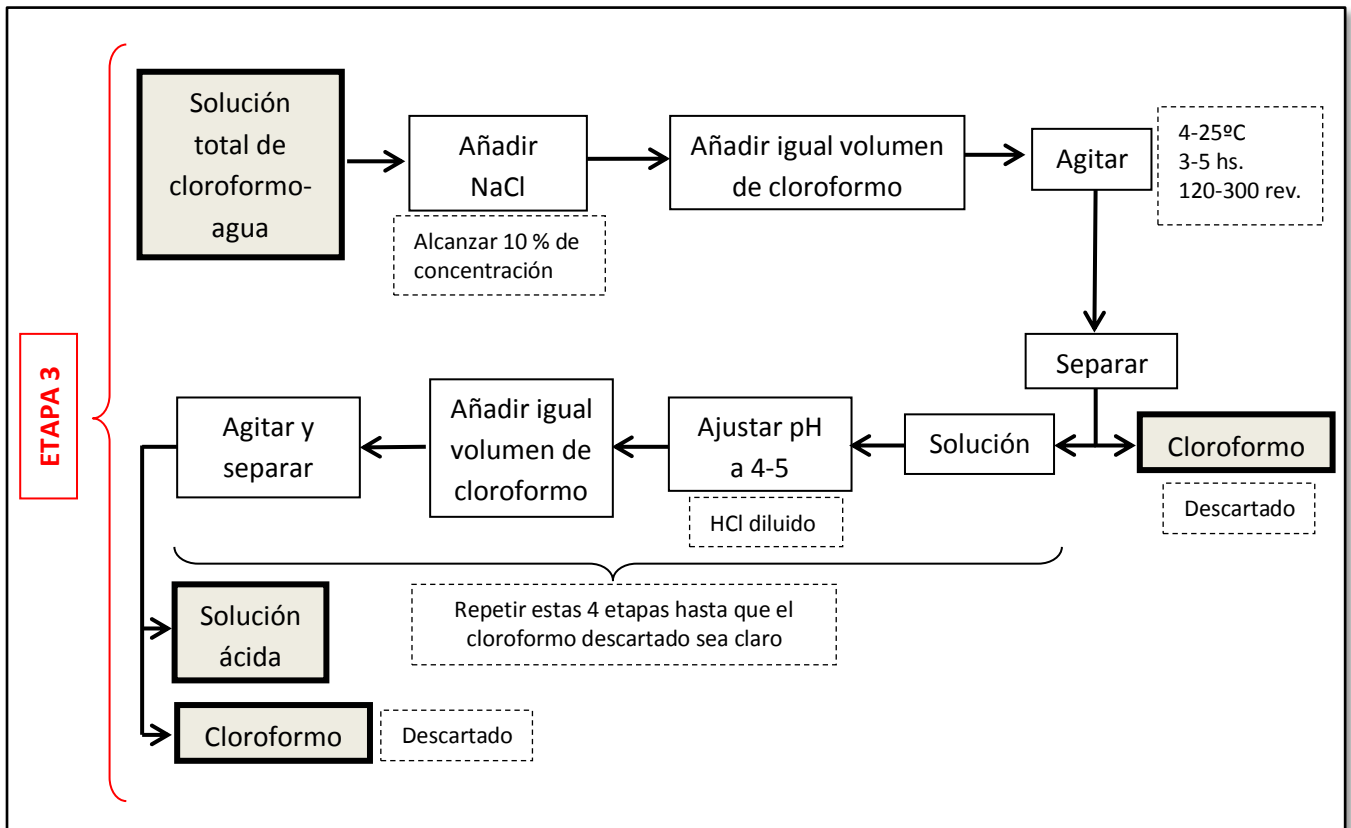 ETAPA 3
Solución
total de
cloroformo-
agua
Añadir
NaCl
Alcanzar 10 % de
concentración
Añadir igual volumen
de cloroformo
Agitar
4-25ºC
3-5 hs.
120-300 rev.
Separar
Cloroformo
Descartado
Solución
Ajustar pH
a 4-5
HCl diluido
Añadir igual
volumen de
cloroformo
Agitar y
separar
Repetir estas 4 etapas hasta que el
cloroformo descartado sea claro
Solución
ácida
Cloroformo
Descartado